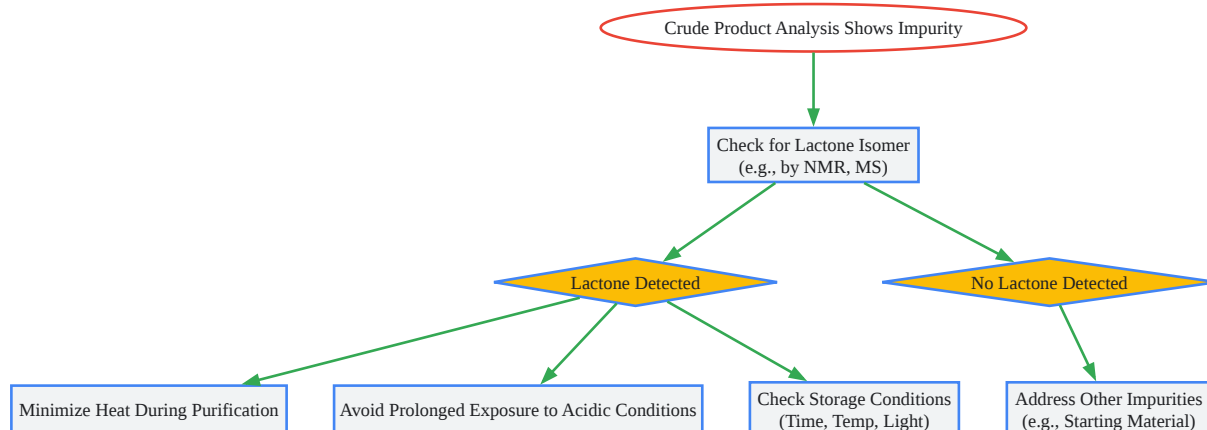 Crude Product Analysis Shows Impurity
Check for Lactone Isomer
(e.g., by NMR, MS)
Lactone Detected
No Lactone Detected
Minimize Heat During Purification
Avoid Prolonged Exposure to Acidic Conditions
Check Storage Conditions
(Time, Temp, Light)
Address Other Impurities
(e.g., Starting Material)